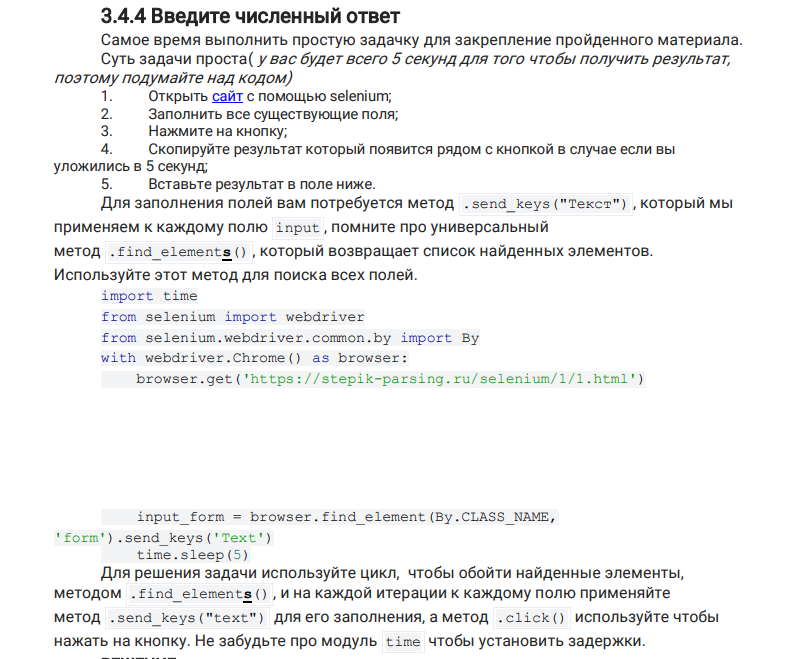 3.4.4 Введите численный ответ
Самое время выполнить простую задачку для закрепление пройденного материала.
Суть задачи проста( у вас будет всего 5 секунд для того чтобы получить результат,
поэтому подумайте над кодом)
1. Открыть сайт с помощью selenium;
2. Заполнить все существующие поля;
3. Нажмите на кнопку;
4. Скопируйте результат который появится рядом с кнопкой в случае если вы
уложились в 5 секунд;
5. Вставьте результат в поле ниже.
Для заполнения полей вам потребуется метод .send_keys("Текст"), который мы
применяем к каждому полю input, помните про универсальный
метод .find_elements(), который возвращает список найденных элементов.
Используйте этот метод для поиска всех полей.
import time
from selenium import webdriver
from selenium.webdriver.common.by import By
with webdriver.Chrome() as browser:
browser.get('https://stepik-parsing.ru/selenium/1/1.html')
input_form = browser.find_element(By.CLASS_NAME,
'form').send_keys('Text')
time.sleep(5)
Для решения задачи используйте цикл, чтобы обойти найденные элементы,
методом .find_elements(), и на каждой итерации к каждому полю применяйте
метод .send_keys("text") для его заполнения, а метод .click() используйте чтобы
нажать на кнопку. Не забудьте про модуль time чтобы установить задержки.